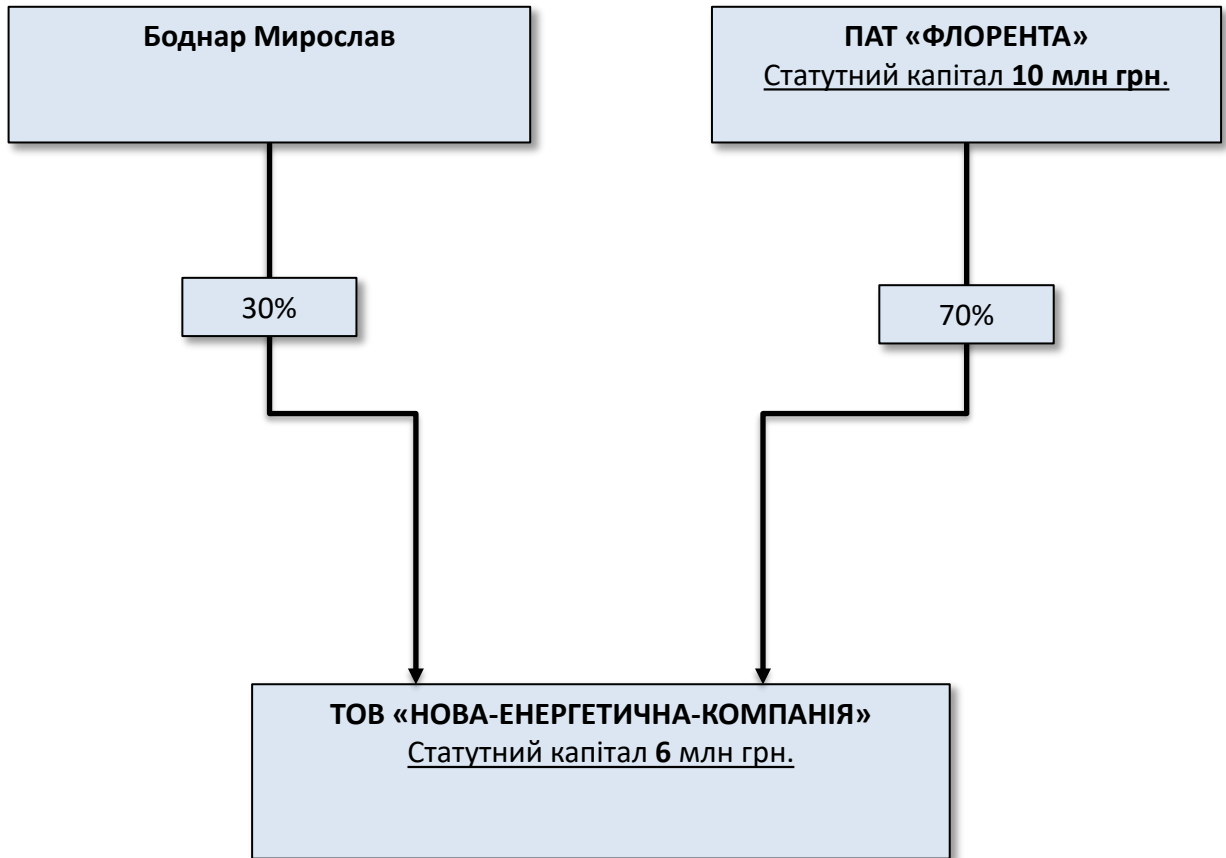 Боднар Мирослав
ПАТ «ФЛОРЕНТА»
Статутний капітал 10 млн грн.
30%
70%
ТОВ «НОВА-ЕНЕРГЕТИЧНА-КОМПАНІЯ»
Статутний капітал 6 млн грн.